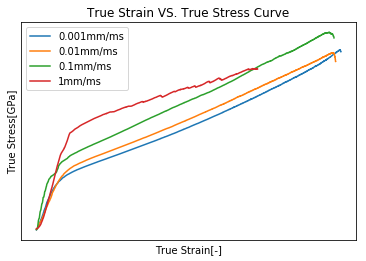 True Strain VS. True Stress Curve
0.001mm/ms
0.01mm/ms
0.1mm/ms
1mm/ms
True Stress[GPa]
True Strain[-]